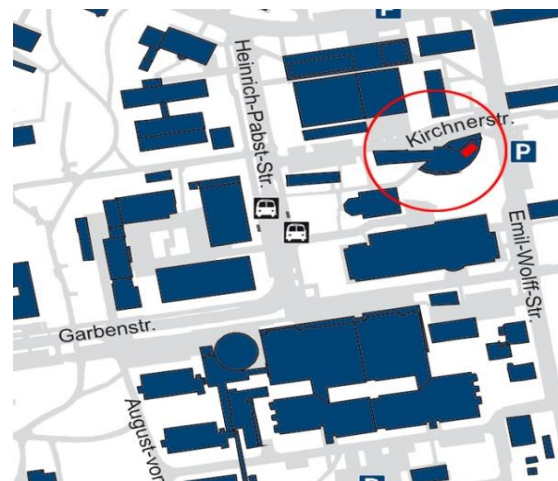 P
Heinrich-Pabst-Str.
Kirchnerstr.
P
Emil-Wolff-Str.
Garbenstr.
August-von
P